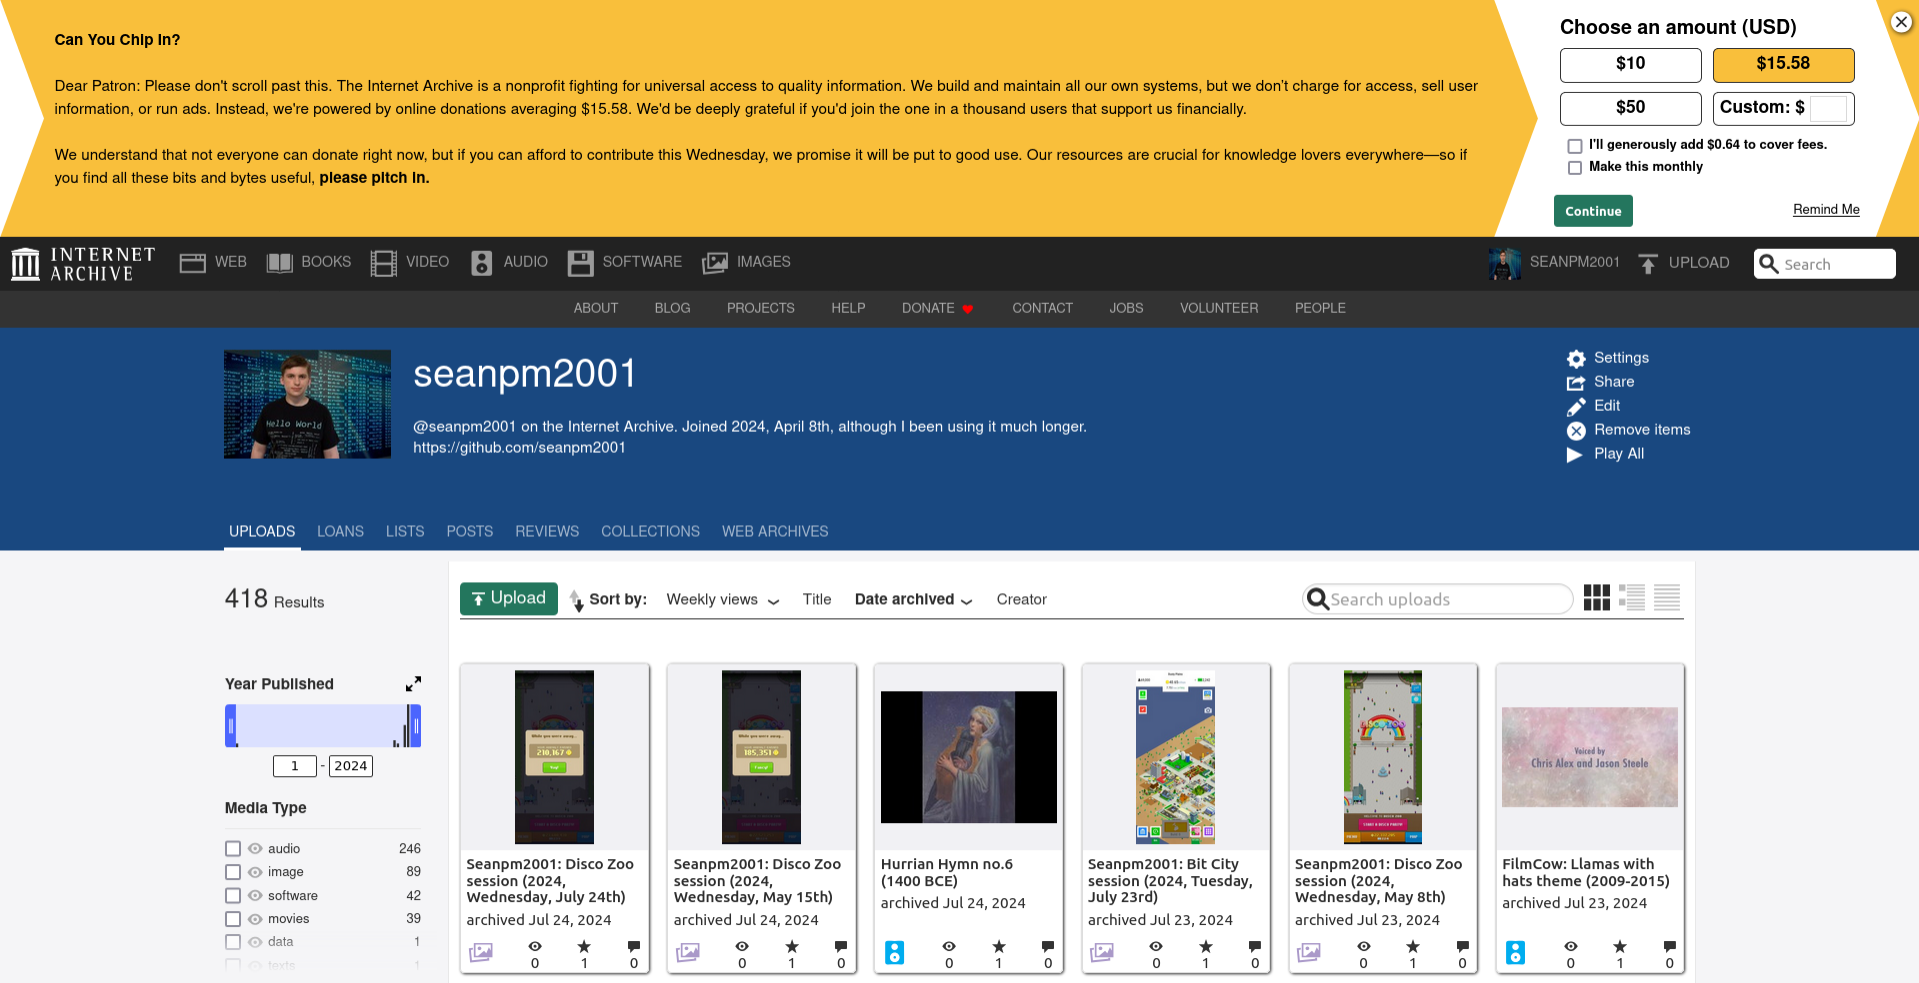 Can You Chip In?
Dear Patron: Please don't scroll past this. The Internet Archive is a nonprofit fighting for universal access to quality information. We build and maintain all our own systems, but we don’t charge for access, sell user
information, or run ads. Instead, we're powered by online donations averaging $15.58. We'd be deeply grateful if you'd join the one in a thousand users that support us financially.
We understand that not everyone can donate right now, but if you can afford to contribute this Wednesday, we promise it will be put to good use. Our resources are crucial for knowledge lovers everywhere—so if
you find all these bits and bytes useful, please pitch in.
Choose an amount (USD)
$10 $15.58
$50 Custom: $
I'll generously add $0.64 to cover fees.
Make this monthly
Continue Remind Me
INTERNET ARCHIVE WEB BOOKS VIDEO AUDIO SOFTWARE IMAGES SEANPM2001 UPLOAD Search
ABOUT BLOG PROJECTS HELP DONATE CONTACT JOBS VOLUNTEER PEOPLE
Hello World
seanpm2001
@seanpm2001 on the Internet Archive. Joined 2024, April 8th, although I been using it much longer.
https://github.com/seanpm2001
Settings
Share
Edit
Remove items
Play All
UPLOADS LOANS LISTS POSTS REVIEWS COLLECTIONS WEB ARCHIVES
418 Results
Upload Sort by: Weekly views Title Date archived Creator Search uploads
Year Published
1 - 2024
Media Type
audio 246
image 89
software 42
movies 39
data 1
texts 1
While you were away...
210,167
Seanpm2001: Disco Zoo
session (2024,
Wednesday, July 24th)
archived Jul 24, 2024
0 1 0
While you were away...
185,351
Seanpm2001: Disco Zoo
session (2024,
Wednesday, May 15th)
archived Jul 24, 2024
0 1 0
Hurrian Hymn no.6
(1400 BCE)
archived Jul 24, 2024
0 1 0
Seanpm2001: Bit City
session (2024, Tuesday,
July 23rd)
archived Jul 23, 2024
0 1 0
Seanpm2001: Disco Zoo
session (2024,
Wednesday, May 8th)
archived Jul 23, 2024
0 1 0
Voiced by
Chris Alex and Jason Steele
FilmCow: Llamas with
hats theme (2009-2015)
archived Jul 23, 2024
0 1 0